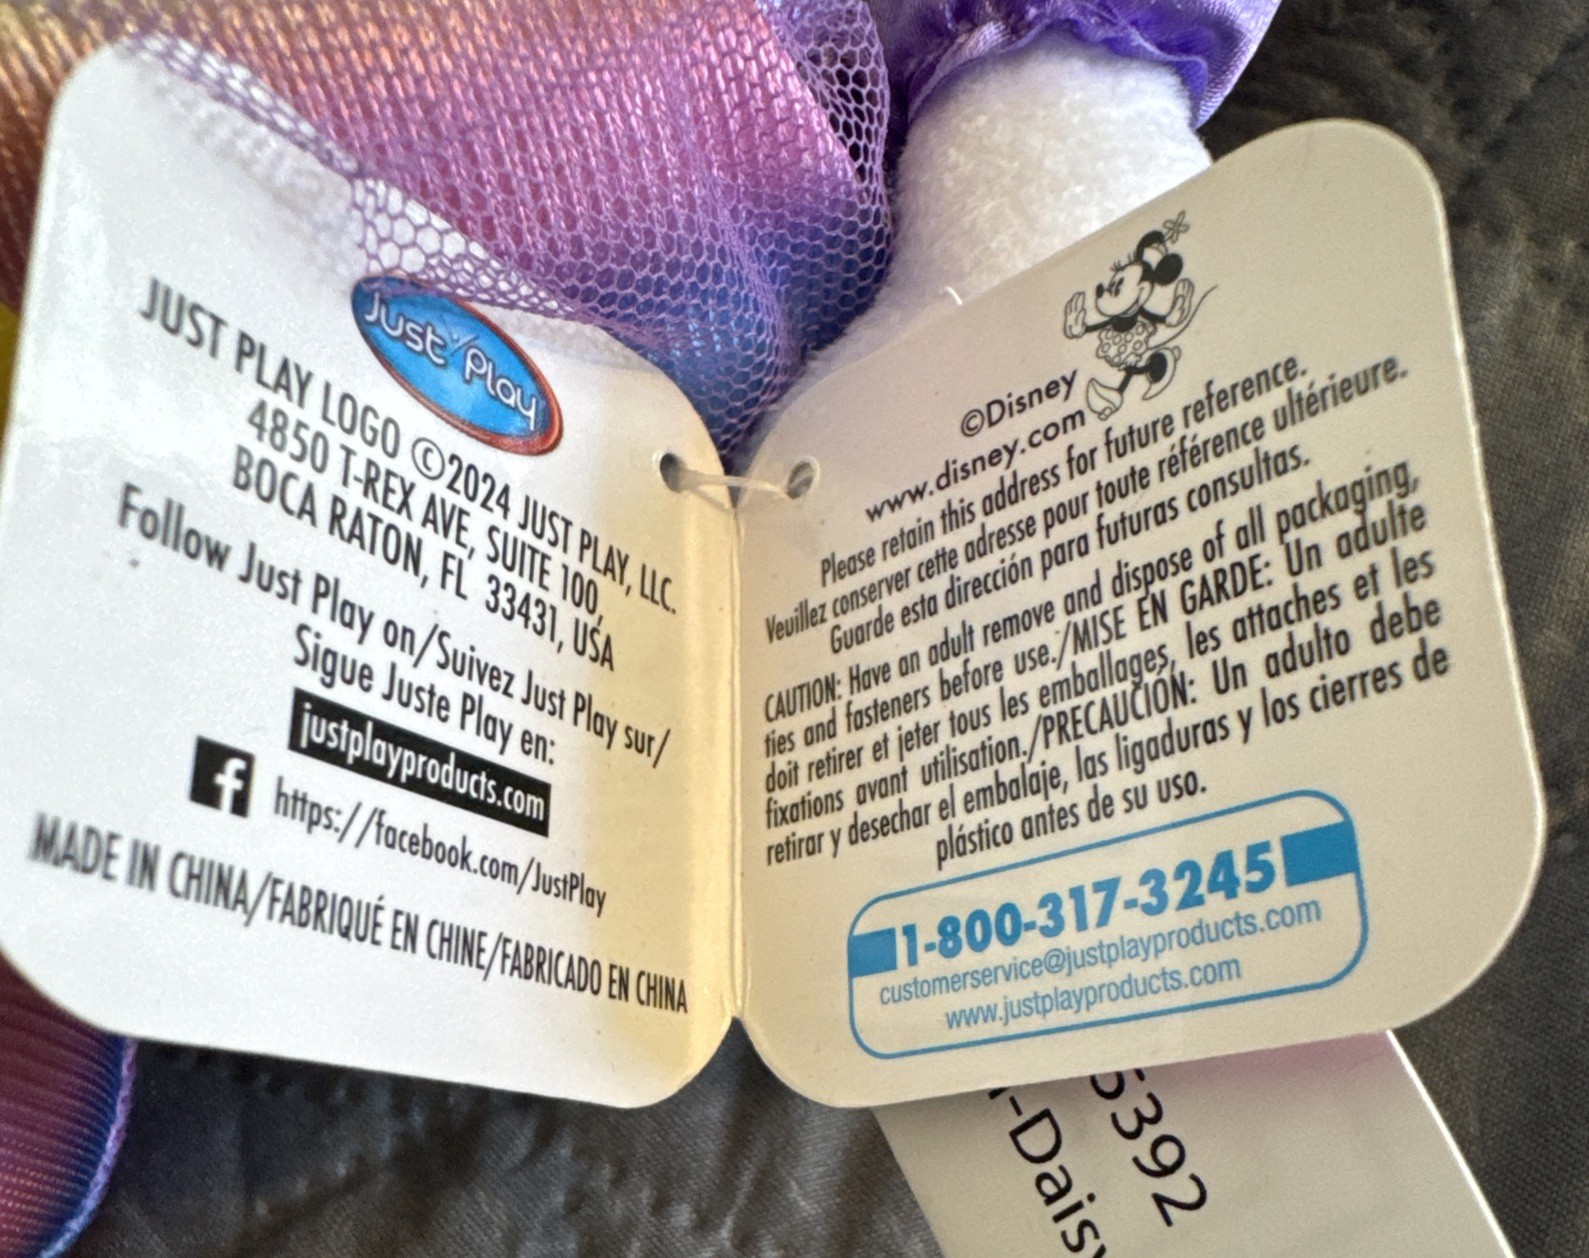 Just Play
JUST PLAY LOGO ©2024 JUST PLAY, LLC.
4850 T-REX AVE, SUITE 100,
BOCA RATON, FL 33431, USA
Follow Just Play on/Suivez Just Play sur/
Sigue Juste Play en:
justplayproducts.com
f https://facebook.com/JustPlay
MADE IN CHINA/FABRIQUÉ EN CHINE/FABRICADO EN CHINA
©Disney
www.disney.com
Please retain this address for future reference.
Veuillez conserver cette adresse pour toute référence ultérieure.
Guarde esta dirección para futuras consultas.
CAUTION: Have an adult remove and dispose of all packaging,
ties and fasteners before use./MISE EN GARDE: Un adulte
doit retirer et jeter tous les emballages, les attaches et les
fixations avant utilisation./PRECAUCIÓN: Un adulto debe
retirar y desechar el embalaje, las ligaduras y los cierres de
plástico antes de su uso.
1-800-317-3245
customerservice@justplayproducts.com
www.justplayproducts.com
5392
-Daisy